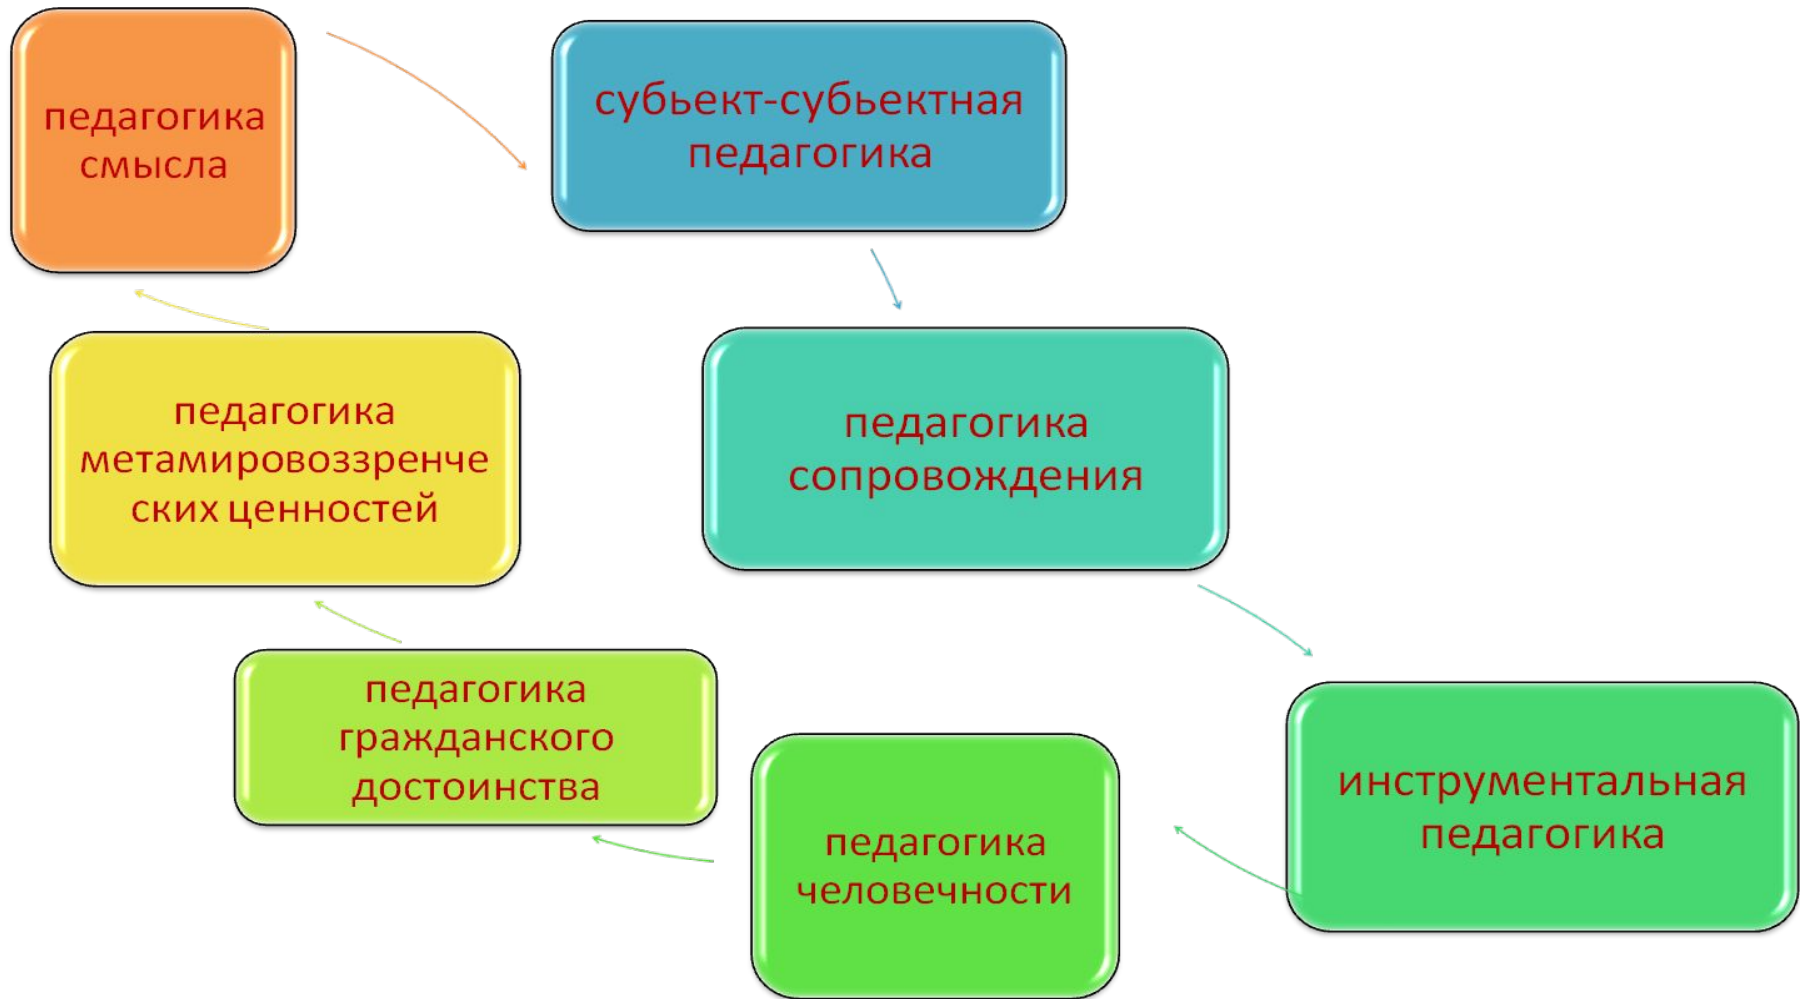 педагогика
смысла
субьект-субьектная
педагогика
педагогика
сопровождения
инструментальная
педагогика
педагогика
человечности
педагогика
гражданского
достоинства
педагогика
метамировоззренче
ских ценностей